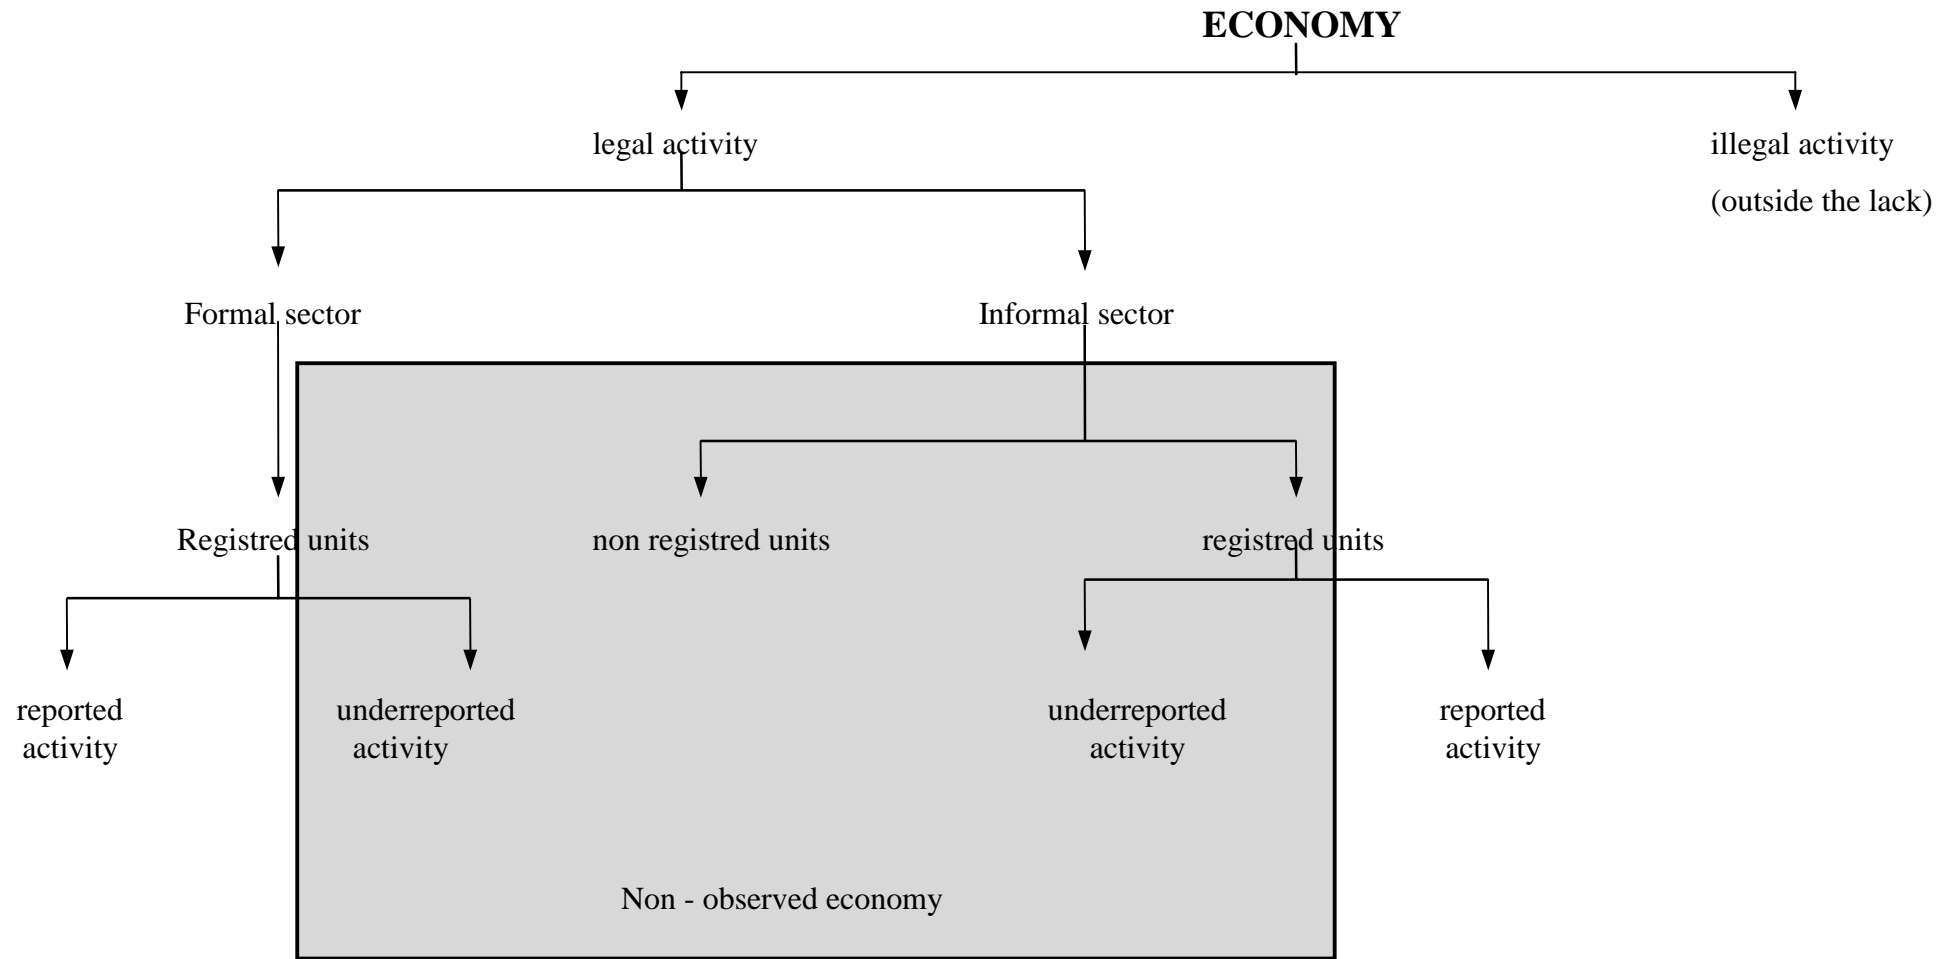 ECONOMY
legal activity
illegal activity
(outside the lack)
Formal sector
Informal sector
Registred units
non registred units
registred units
reported
activity
underreported
activity
underreported
activity
reported
activity
Non - observed economy